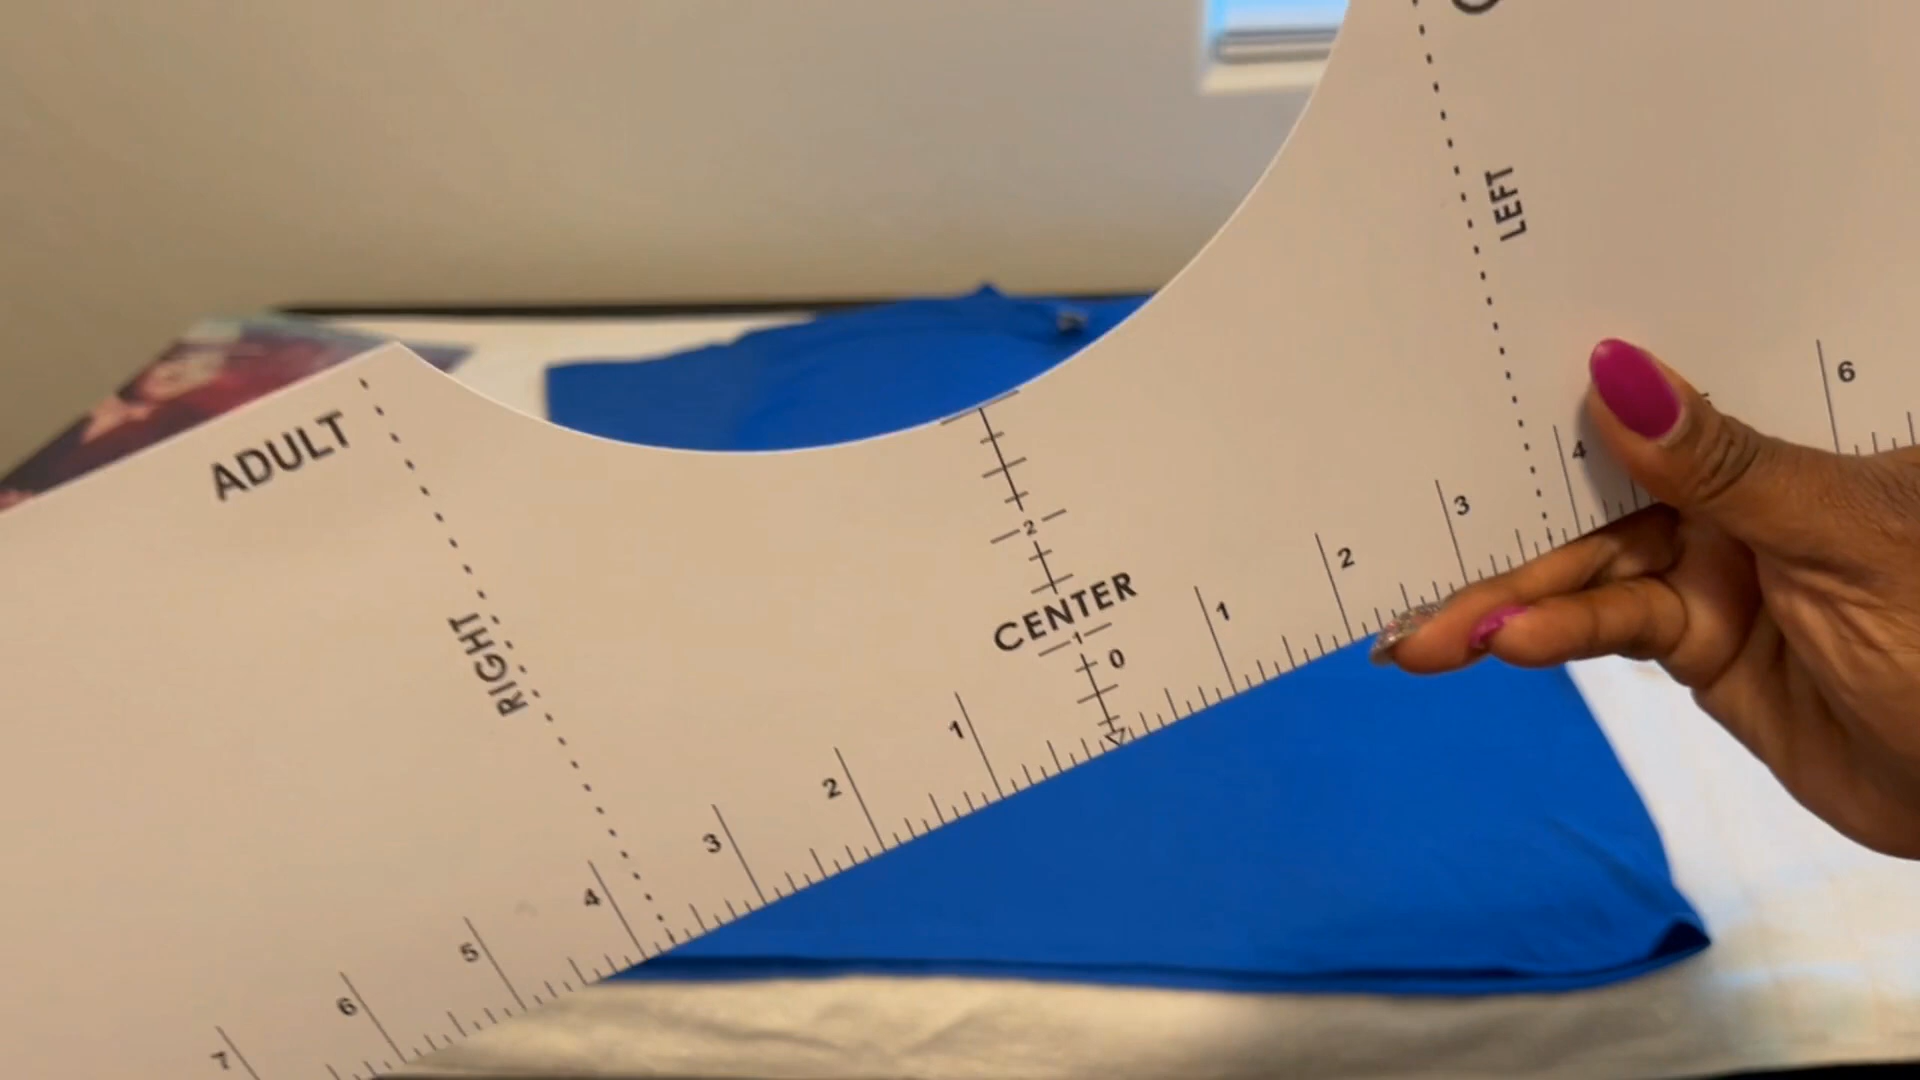 ADULT
RIGHT
CENTER
LEFT
2
1
0
7 6 5 4 3 2 1 1 2 3 4 6